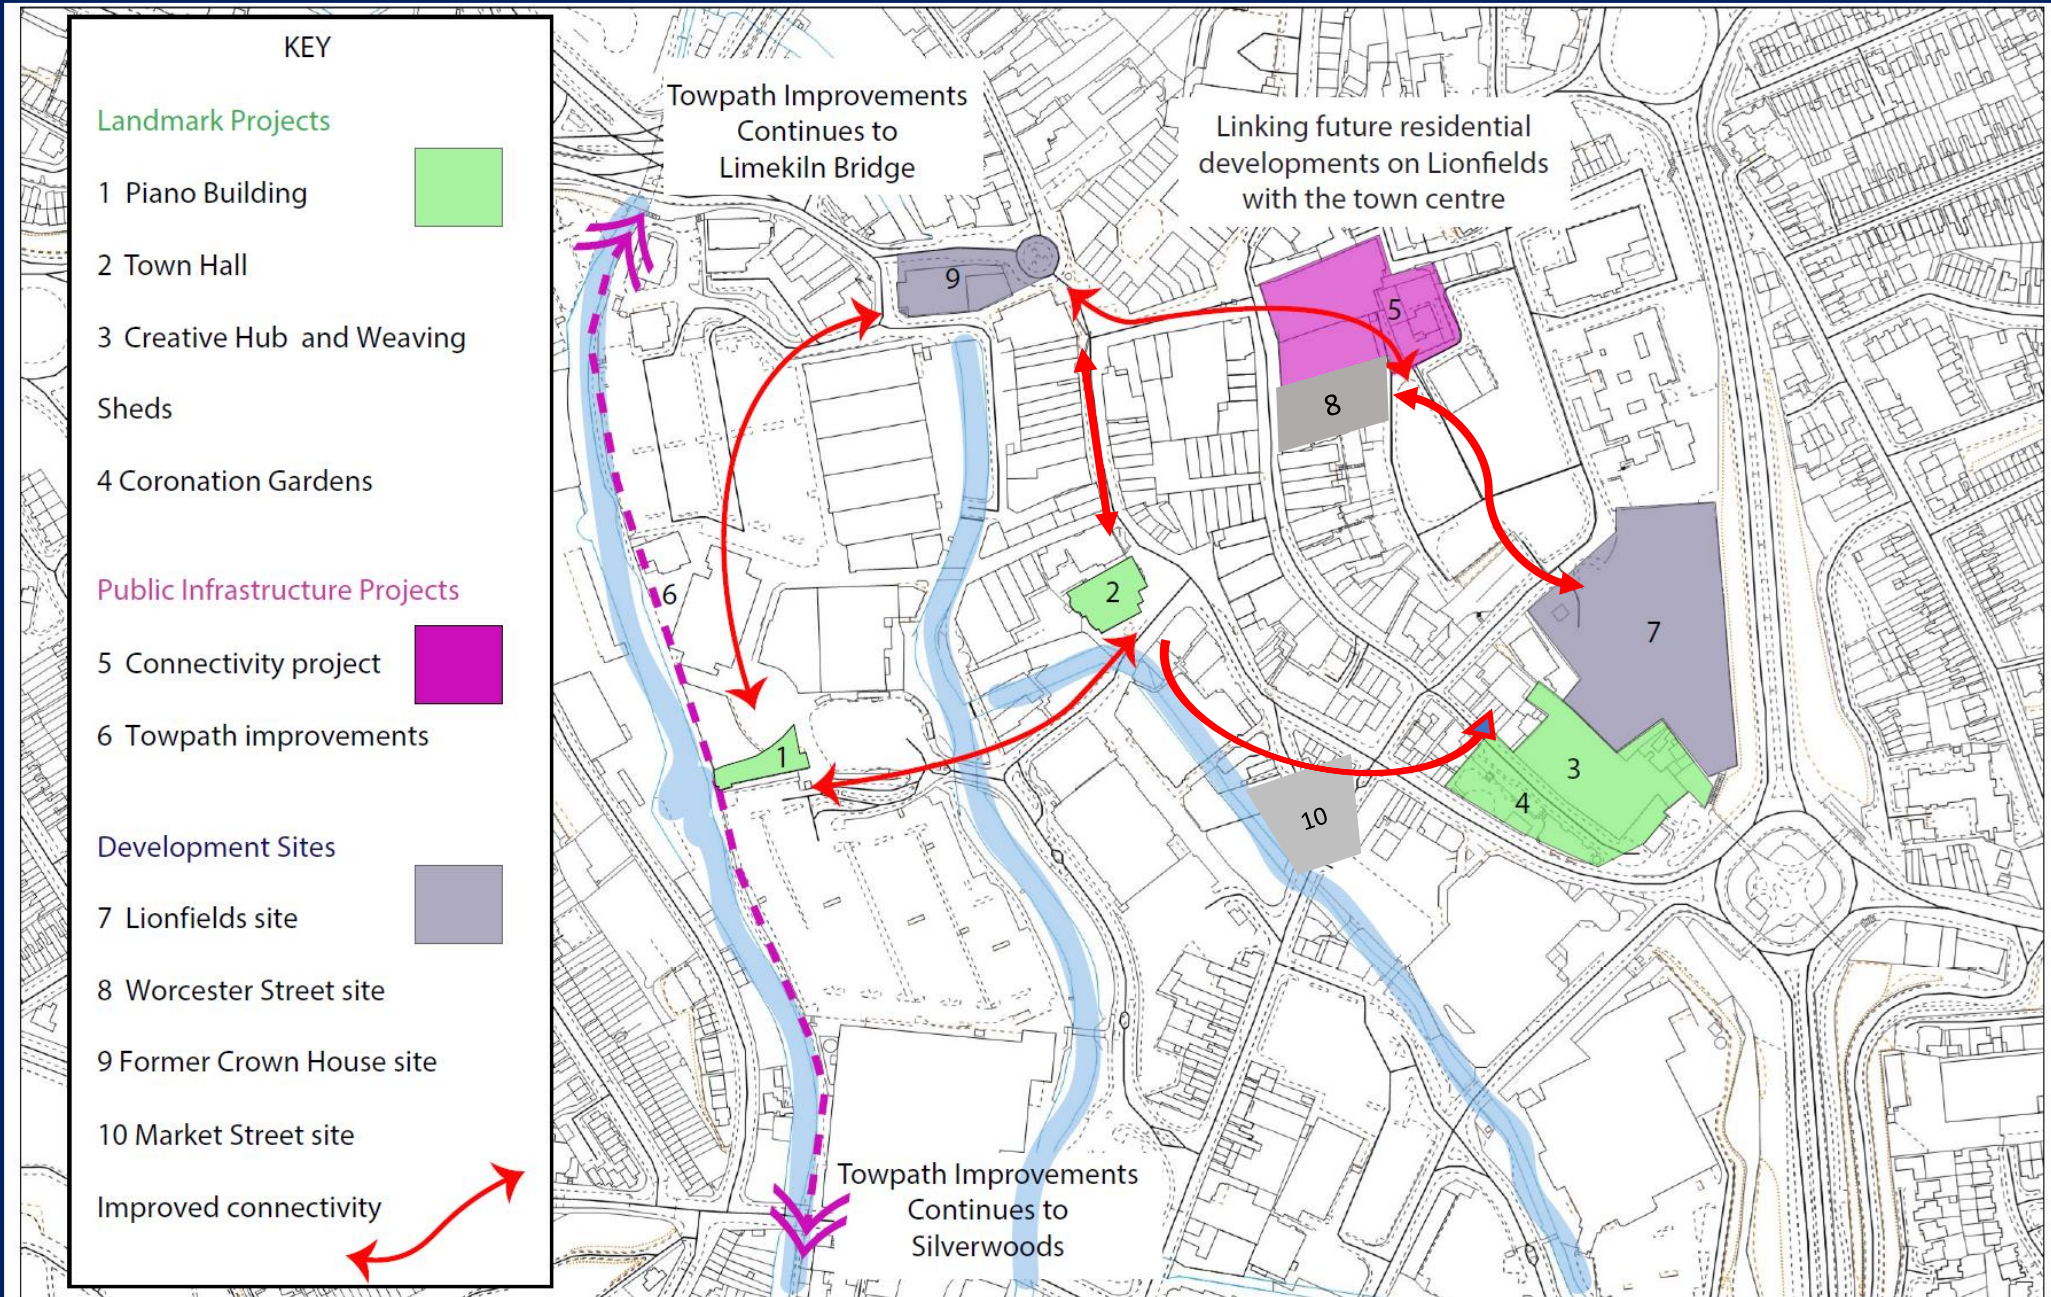 KEY
Landmark Projects
1 Piano Building
2 Town Hall
3 Creative Hub and Weaving
Sheds
4 Coronation Gardens
Public Infrastructure Projects
5 Connectivity project
6 Towpath improvements
Development Sites
7 Lionfields site
8 Worcester Street site
9 Former Crown House site
10 Market Street site
Improved connectivity
Towpath Improvements
Continues to
Limekiln Bridge
Linking future residential
developments on Lionfields
with the town centre
9
5
8
6
2
7
1
3
4
10
Towpath Improvements
Continues to
Silverwoods